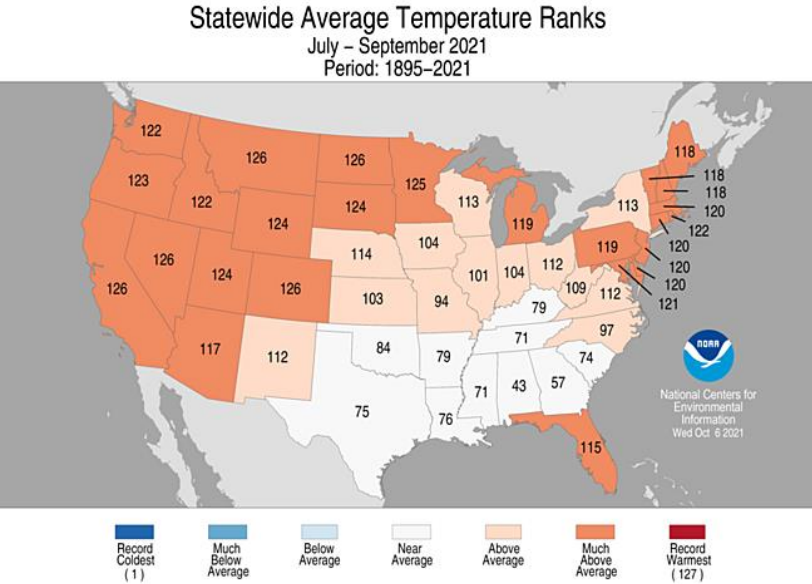 Statewide Average Temperature Ranks
July – September 2021
Period: 1895–2021
122
126
126
125
123
122
124
124
113
119
113
118
118
118
120
122
120
120
120
121
119
126
126
124
126
114
104
101
104
112
109
112
103
94
79
97
117
112
84
79
71
74
75
76
71
43
57
115
NOAA
National Centers for
Environmental
Information
Wed Oct 6 2021
Record
Coldest
(1)
Much
Below
Average
Below
Average
Near
Average
Above
Average
Much
Above
Average
Record
Warmest
(127)